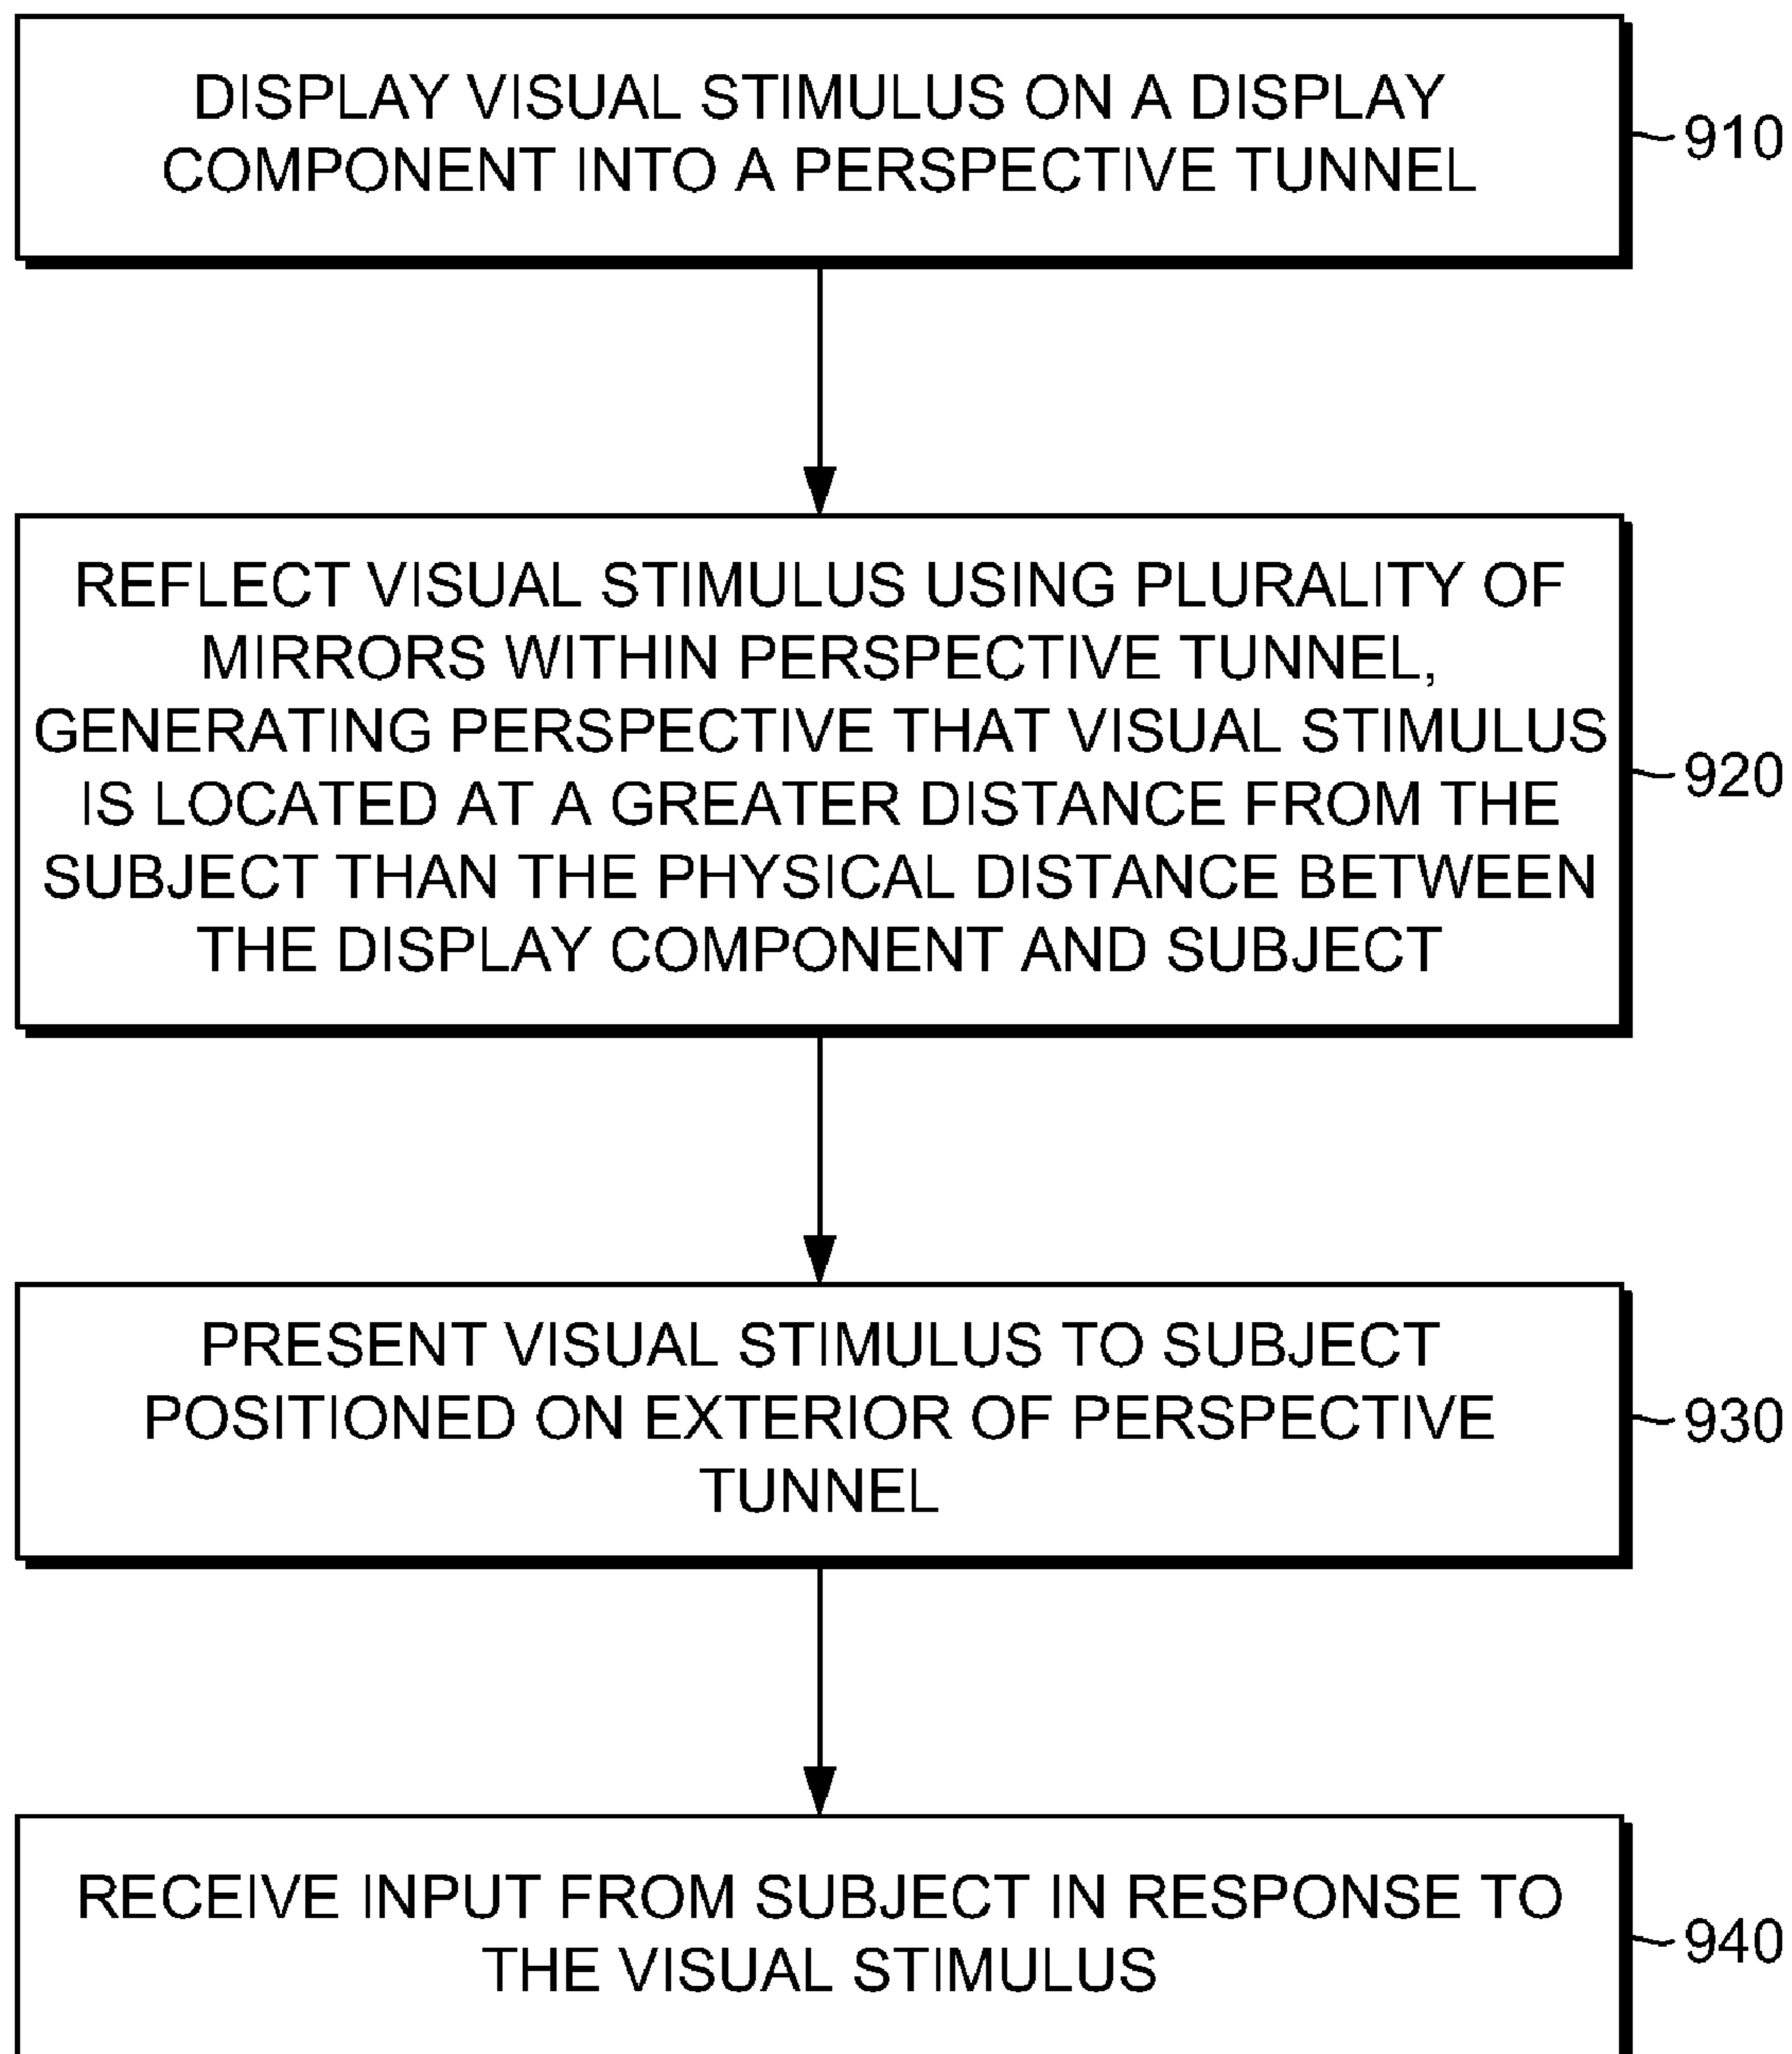 DISPLAY VISUAL STIMULUS ON A DISPLAY
COMPONENT INTO A PERSPECTIVE TUNNEL
910
REFLECT VISUAL STIMULUS USING PLURALITY OF
MIRRORS WITHIN PERSPECTIVE TUNNEL,
GENERATING PERSPECTIVE THAT VISUAL STIMULUS
IS LOCATED AT A GREATER DISTANCE FROM THE
SUBJECT THAN THE PHYSICAL DISTANCE BETWEEN
THE DISPLAY COMPONENT AND SUBJECT
920
PRESENT VISUAL STIMULUS TO SUBJECT
POSITIONED ON EXTERIOR OF PERSPECTIVE
TUNNEL
930
RECEIVE INPUT FROM SUBJECT IN RESPONSE TO
THE VISUAL STIMULUS
940